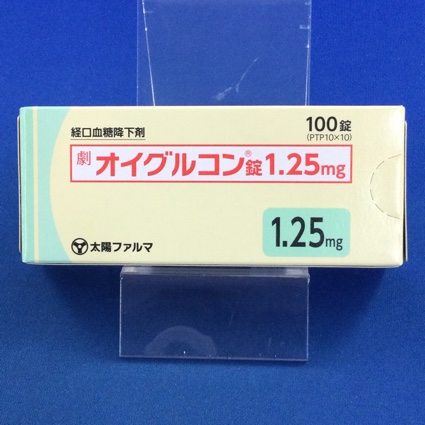 経口血糖降下剤
100錠
(PTP10×10)
劇 オイグルコン®錠1.25mg
1.25mg
太陽ファルマ